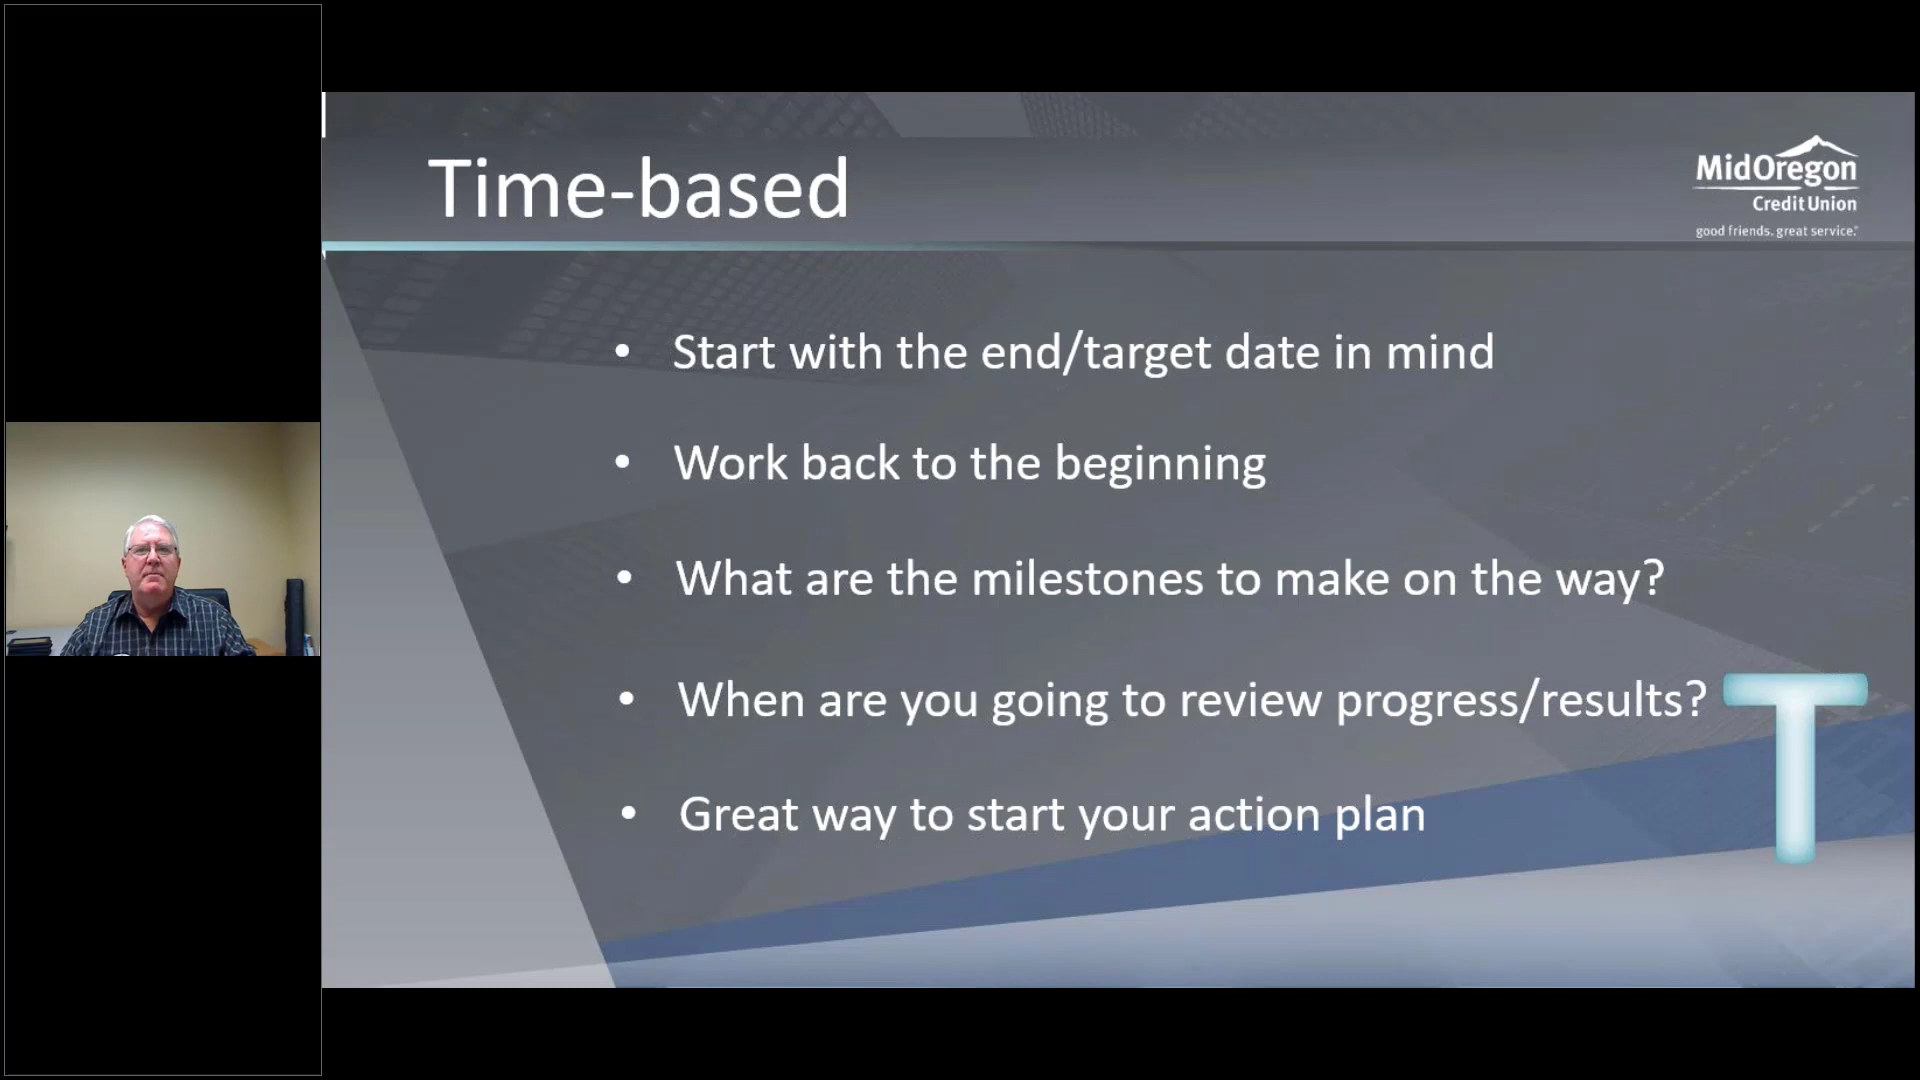 Time-based
MidOregon
Credit Union
good friends. great service.
• Start with the end/target date in mind
• Work back to the beginning
• What are the milestones to make on the way?
• When are you going to review progress/results?
• Great way to start your action plan
T